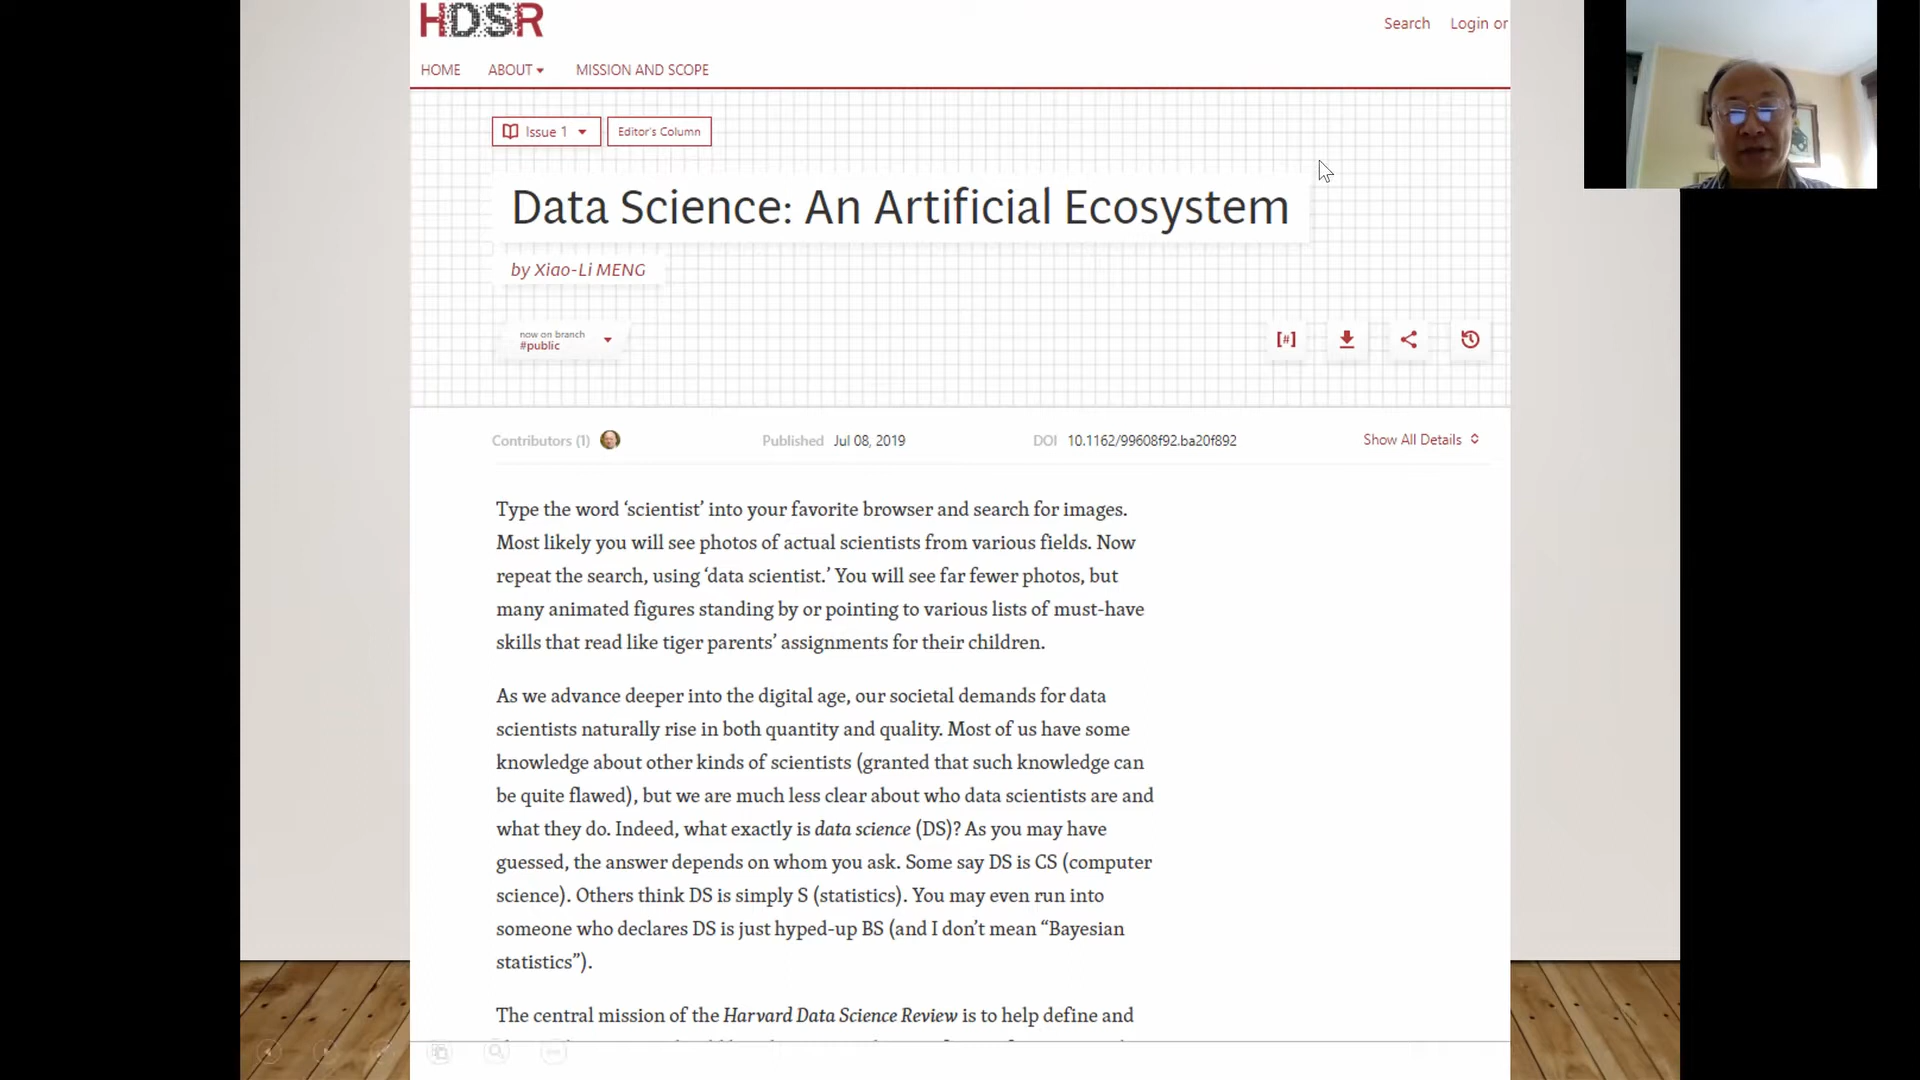 HDSR
Search Login or
HOME ABOUT MISSION AND SCOPE
Issue 1 Editor's Column
Data Science: An Artificial Ecosystem
by Xiao-Li MENG
now on branch
#public
[#]
Contributors (1) Published Jul 08, 2019 DOI 10.1162/99608f92.ba20f892 Show All Details
Type the word ‘scientist’ into your favorite browser and search for images.
Most likely you will see photos of actual scientists from various fields. Now
repeat the search, using ‘data scientist.’ You will see far fewer photos, but
many animated figures standing by or pointing to various lists of must-have
skills that read like tiger parents’ assignments for their children.
As we advance deeper into the digital age, our societal demands for data
scientists naturally rise in both quantity and quality. Most of us have some
knowledge about other kinds of scientists (granted that such knowledge can
be quite flawed), but we are much less clear about who data scientists are and
what they do. Indeed, what exactly is data science (DS)? As you may have
guessed, the answer depends on whom you ask. Some say DS is CS (computer
science). Others think DS is simply S (statistics). You may even run into
someone who declares DS is just hyped-up BS (and I don’t mean “Bayesian
statistics”).
The central mission of the Harvard Data Science Review is to help define and